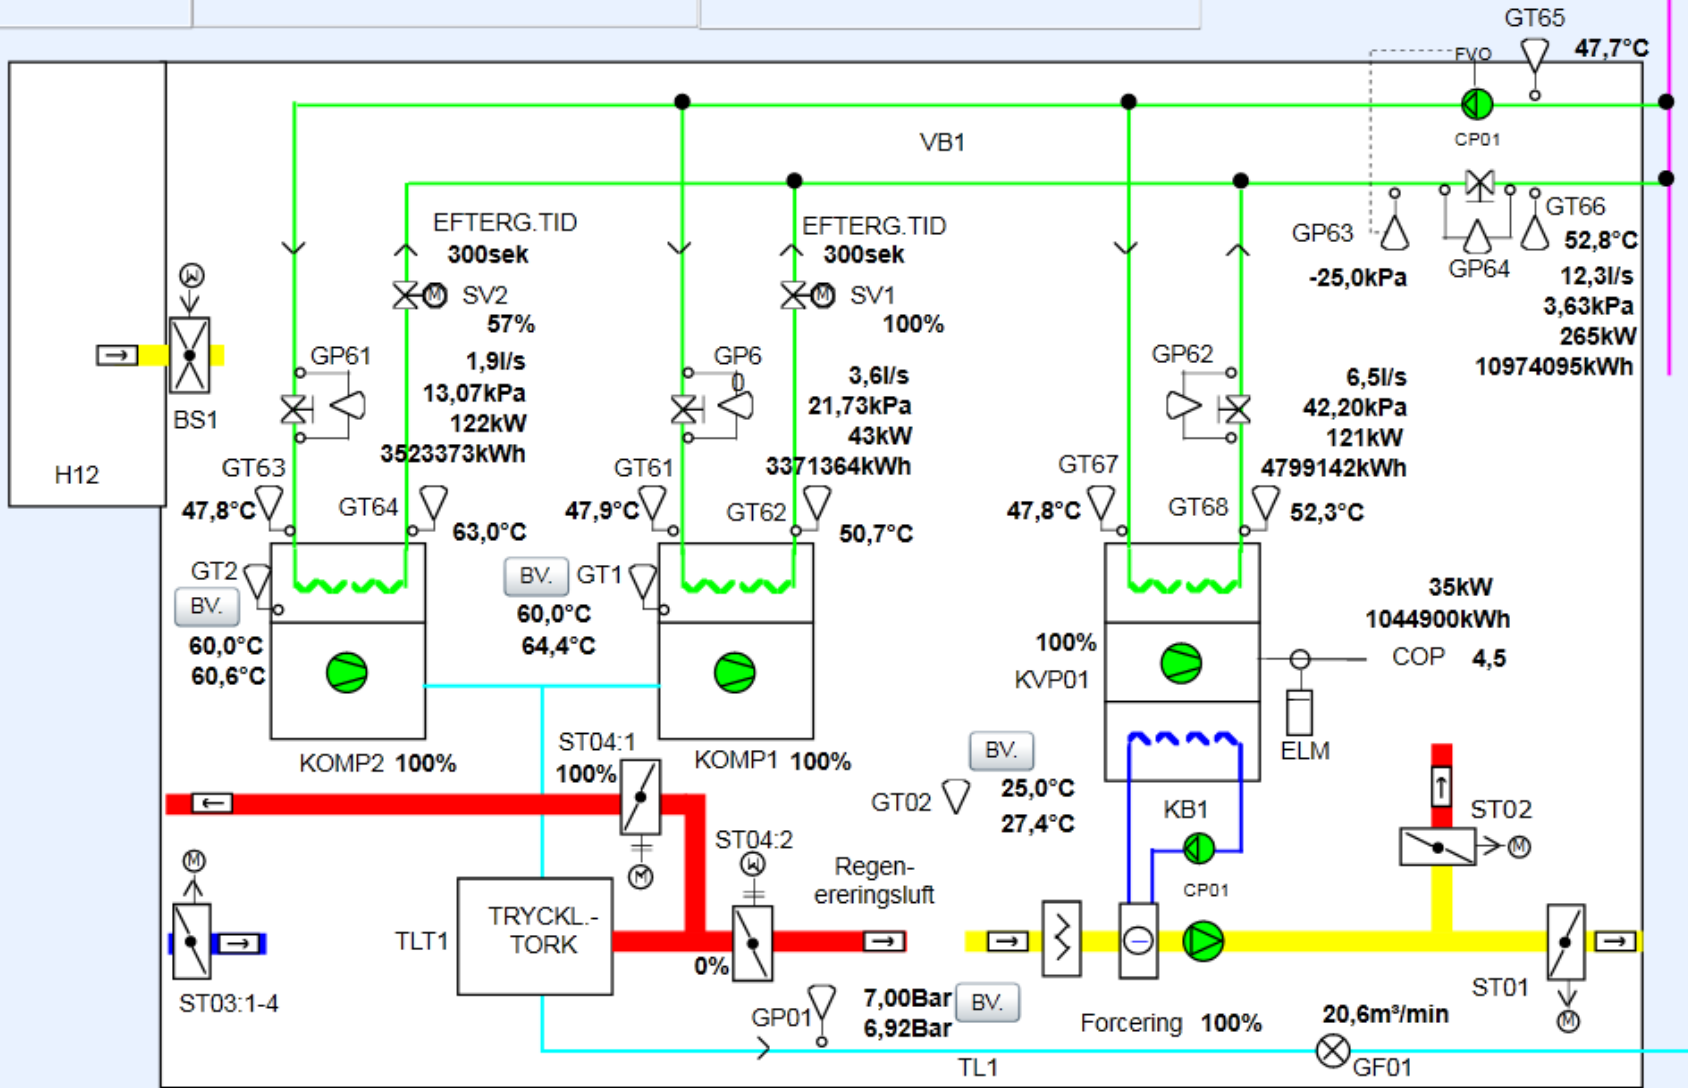 GT65
47,7°C
FVO
CP01
VB1
GT66
GP63
52,8°C
GP64
-25,0kPa
12,3l/s
3,63kPa
265kW
10974095kWh
EFTERG.TID
300sek
SV2
57%
EFTERG.TID
300sek
SV1
100%
M
BS1
H12
M
M
GP61
1,9l/s
13,07kPa
122kW
3523373kWh
GP6
3,6l/s
21,73kPa
43kW
3371364kWh
GP62
6,5l/s
42,20kPa
121kW
4799142kWh
GT63
47,8°C
GT64
63,0°C
GT61
47,9°C
GT62
50,7°C
GT67
47,8°C
GT68
52,3°C
GT2
BV.
60,0°C
60,6°C
BV.
GT1
60,0°C
64,4°C
35kW
1044900kWh
100%
KVP01
COP 4,5
ELM
KOMP2 100%
ST04:1
100%
KOMP1 100%
BV.
GT02
25,0°C
27,4°C
KB1
CP01
ST02
M
M
M
ST04:2
M
Regen-
ereringsluft
TRYCKL.-
TORK
TLT1
0%
ST03:1-4
GP01
7,00Bar
6,92Bar
BV.
Forcering 100%
20,6m³/min
ST01
M
TL1
GF01